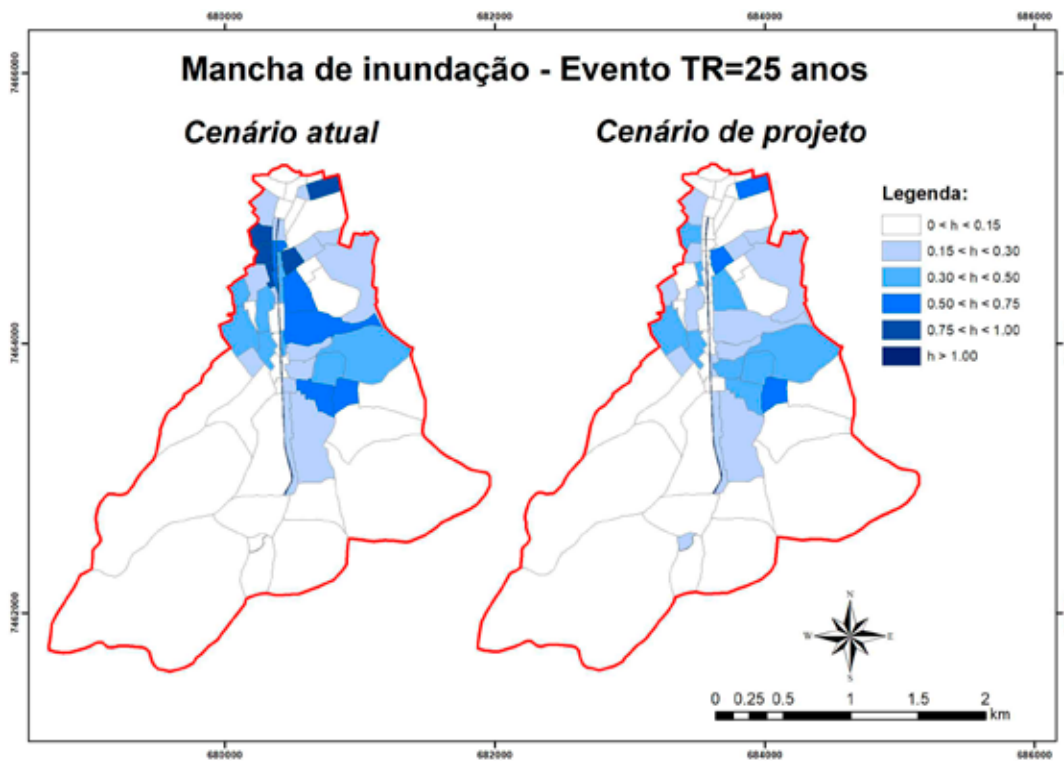 680000 682000 684000 686000
Mancha de inundação - Evento TR=25 anos
Cenário atual
Cenário de projeto
Legenda:
0 < h < 0.15
0.15 < h < 0.30
0.30 < h < 0.50
0.50 < h < 0.75
0.75 < h < 1.00
h > 1.00
7466000
7464000
7462000
N
W E
S
0 0.25 0.5 1 1.5 2
km
680000 682000 684000 686000